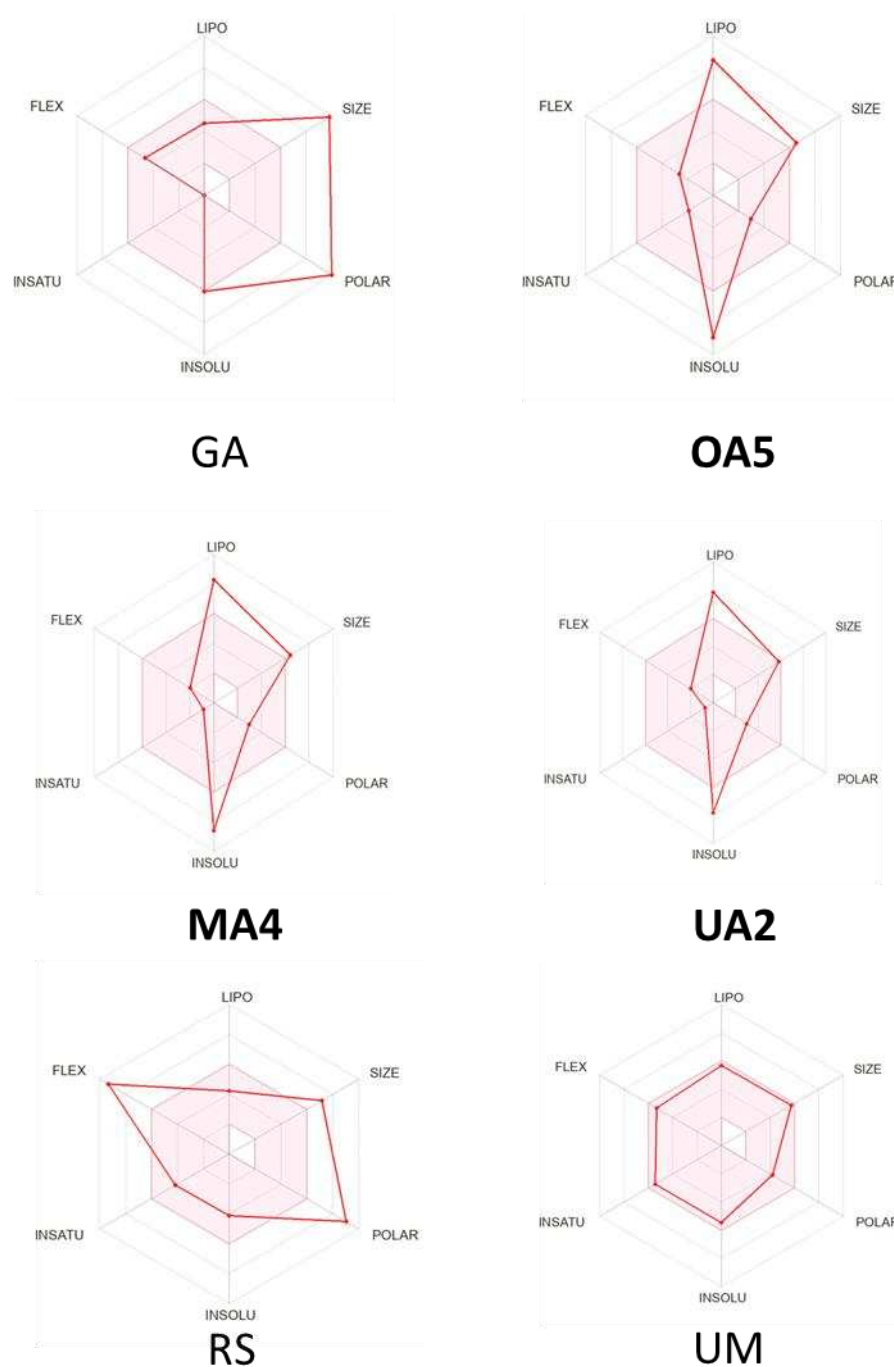 LIPO
FLEX
SIZE
INSATU
POLAR
INSOLU
GA
LIPO
FLEX
SIZE
INSATU
POLAR
INSOLU
OA5
LIPO
FLEX
SIZE
INSATU
POLAR
INSOLU
MA4
LIPO
FLEX
SIZE
INSATU
POLAR
INSOLU
UA2
LIPO
FLEX
SIZE
INSATU
POLAR
INSOLU
RS
LIPO
FLEX
SIZE
INSATU
POLAR
INSOLU
UM